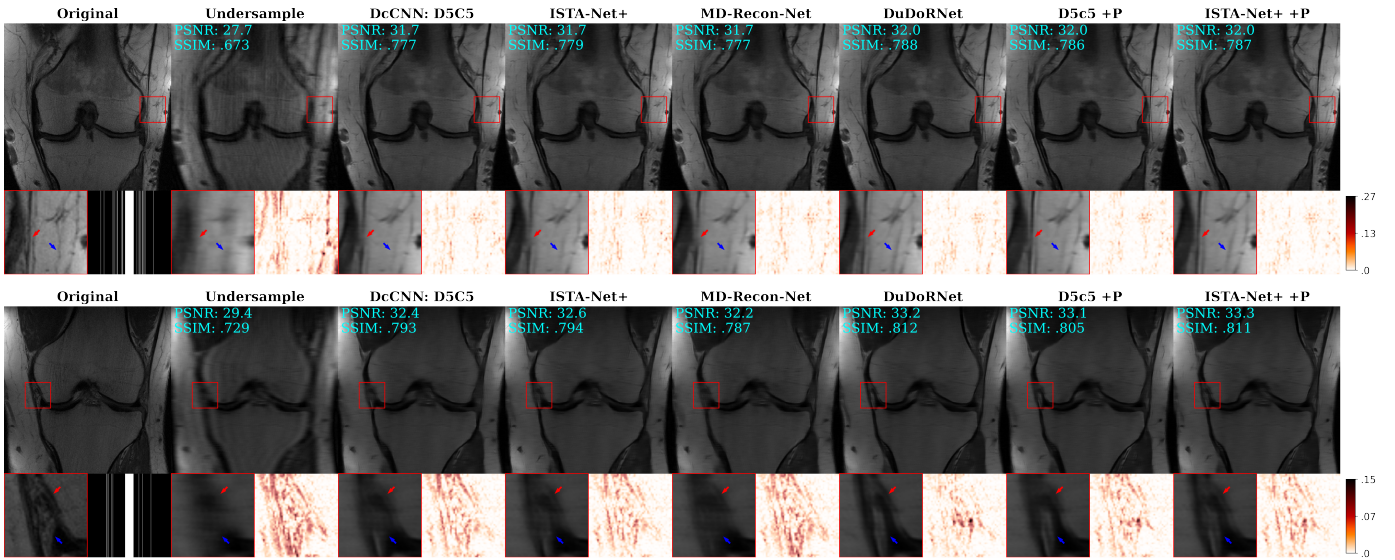 Original Undersample DcCNN: D5C5 ISTA-Net+ MD-Recon-Net DuDoRNet D5c5 +P ISTA-Net+ +P
PSNR: 27.7 PSNR: 31.7 PSNR: 31.7 PSNR: 31.7 PSNR: 32.0 PSNR: 32.0 PSNR: 32.0
SSIM: .673 SSIM: .777 SSIM: .779 SSIM: .777 SSIM: .788 SSIM: .786 SSIM: .787
.27
.13
.0
Original Undersample DcCNN: D5C5 ISTA-Net+ MD-Recon-Net DuDoRNet D5c5 +P ISTA-Net+ +P
PSNR: 29.4 PSNR: 32.4 PSNR: 32.6 PSNR: 32.2 PSNR: 33.2 PSNR: 33.1 PSNR: 33.3
SSIM: .729 SSIM: .793 SSIM: .794 SSIM: .787 SSIM: .812 SSIM: .805 SSIM: .811
.15
.07
.0